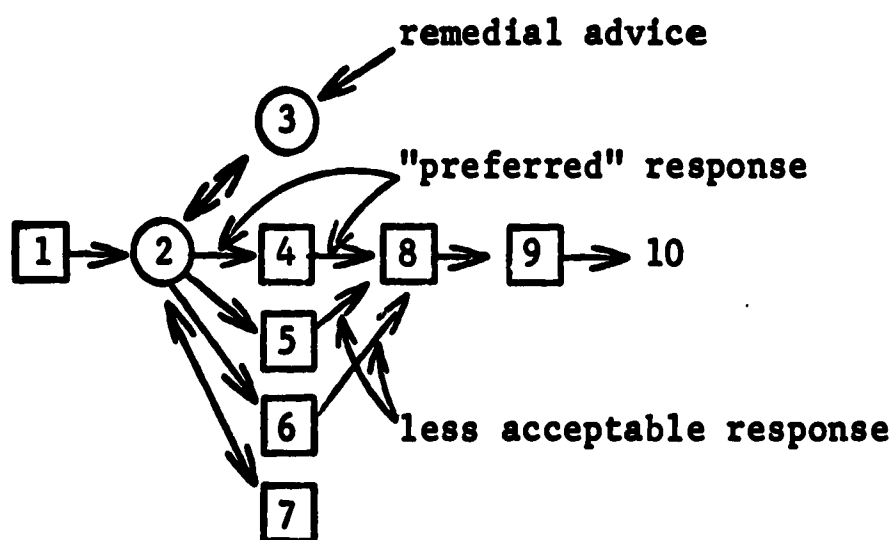 remedial advice
3
"preferred" response
1 2 4 8 9 10
5
6
less acceptable response
7